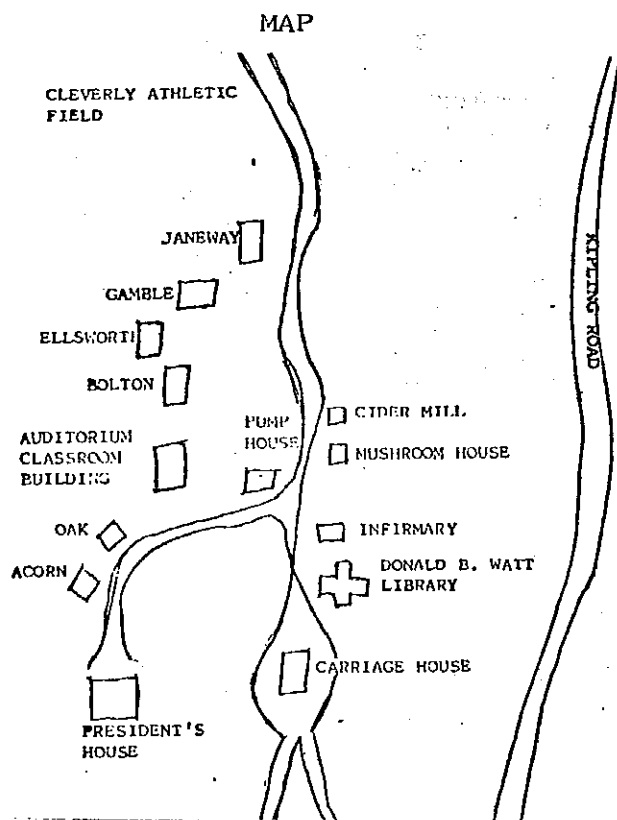 MAP
CLEVERLY ATHLETIC
FIELD
JANEWAY
KIPLING ROAD
GAMBLE
ELLSWORTH
BOLTON
CIDER MILL
PUMP
HOUSE
AUDITORIUM
CLASSROOM
BUILDING
MUSHROOM HOUSE
OAK
INFIRMARY
ACORN
DONALD B. WATT
LIBRARY
CARRIAGE HOUSE
PRESIDENT'S
HOUSE